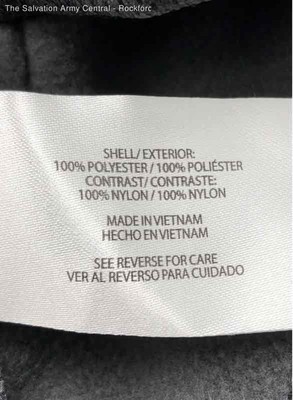 The Salvation Army Central - Rockford
SHELL/ EXTERIOR:
100% POLYESTER / 100% POLIÉSTER
CONTRAST/ CONTRASTE:
100% NYLON / 100% NYLON
MADE IN VIETNAM
HECHO EN VIETNAM
SEE REVERSE FOR CARE
VER AL REVERSO PARA CUIDADO